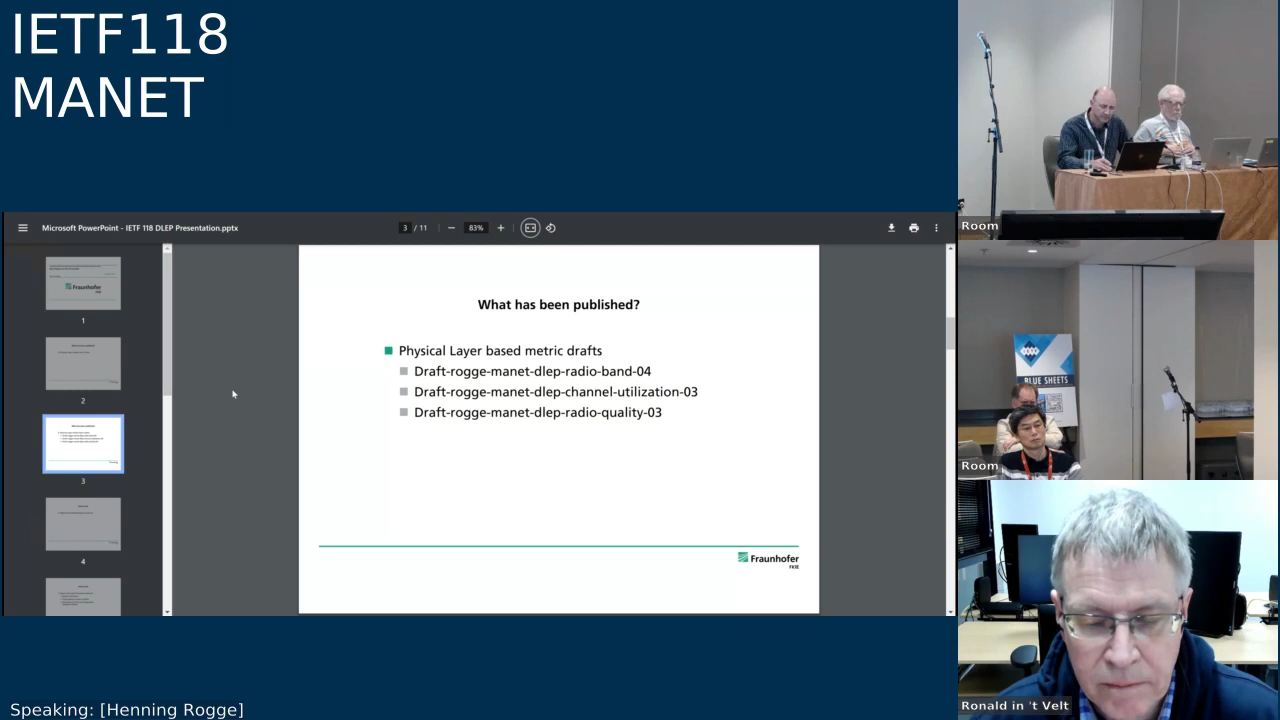 IETF118
MANET
Microsoft PowerPoint - IETF 118 DLEP Presentation.pptx
3 / 11
83%
1
2
3
4
What has been published?
Physical Layer based metric drafts
Draft-rogge-manet-dlep-radio-band-04
Draft-rogge-manet-dlep-channel-utilization-03
Draft-rogge-manet-dlep-radio-quality-03
Fraunhofer
FKIE
Fraunhofer
Room
BLUE SHEETS
Room
Ronald in 't Velt
Speaking: [Henning Rogge]